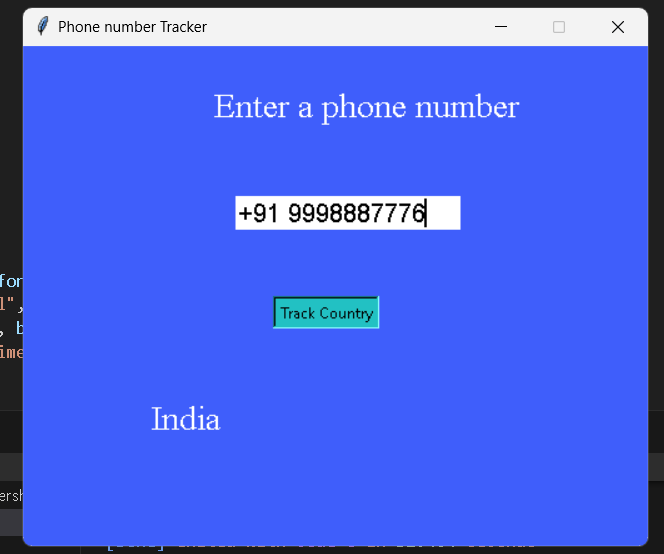 Phone number Tracker
Enter a phone number
+91 9998887776
for
l",
, b
ime
Track Country
India
ersh